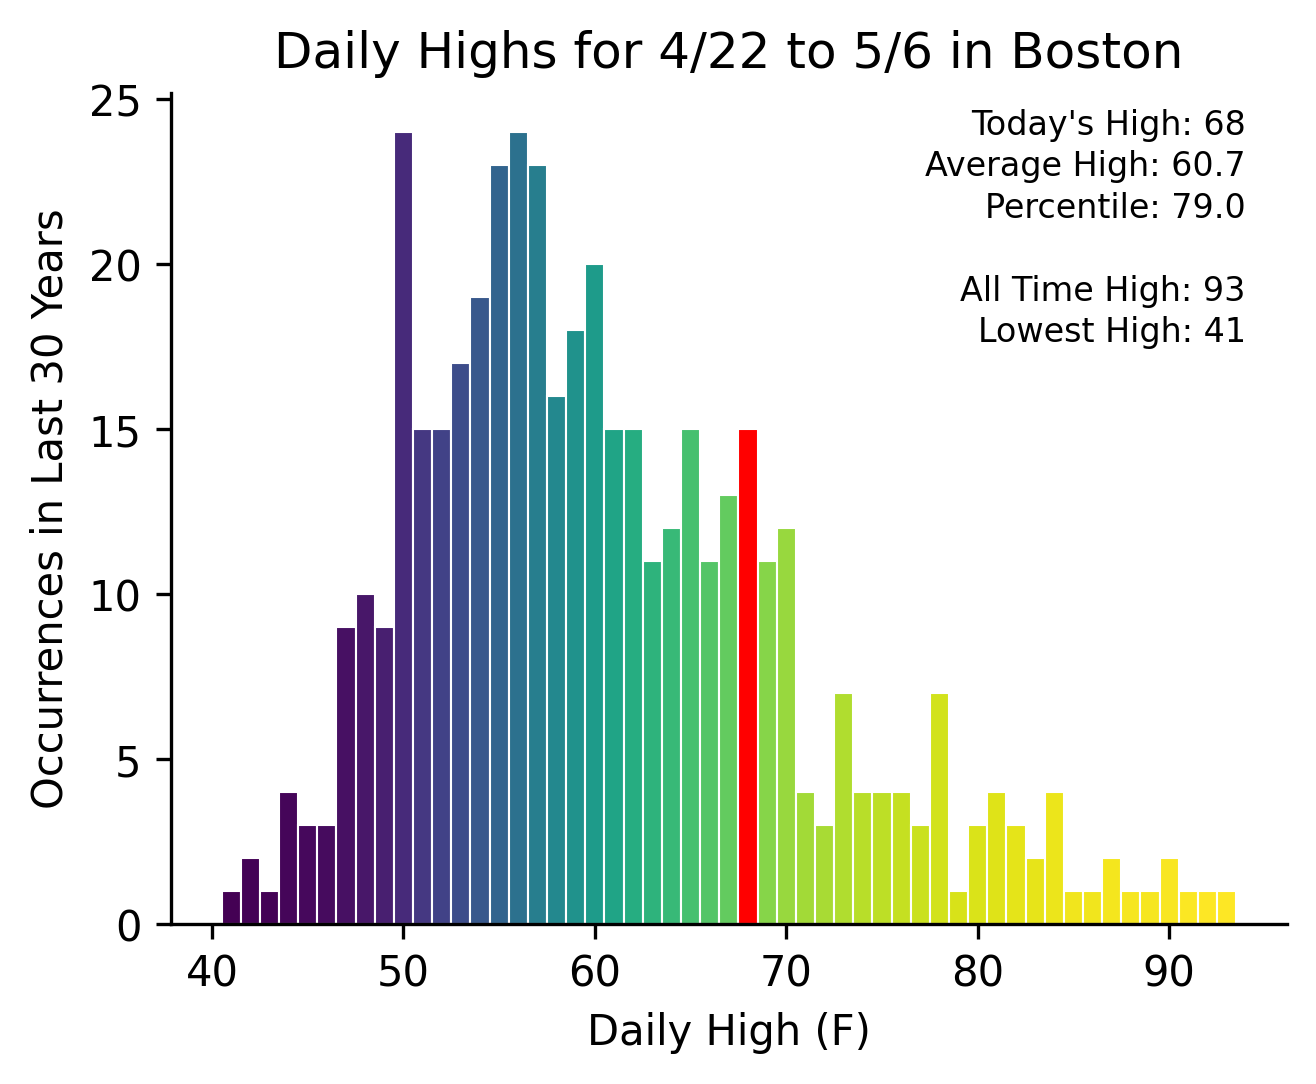 Daily Highs for 4/22 to 5/6 in Boston
Today's High: 68
Average High: 60.7
Percentile: 79.0
All Time High: 93
Lowest High: 41
Occurrences in Last 30 Years
25
20
15
10
5
0
40 50 60 70 80 90
Daily High (F)